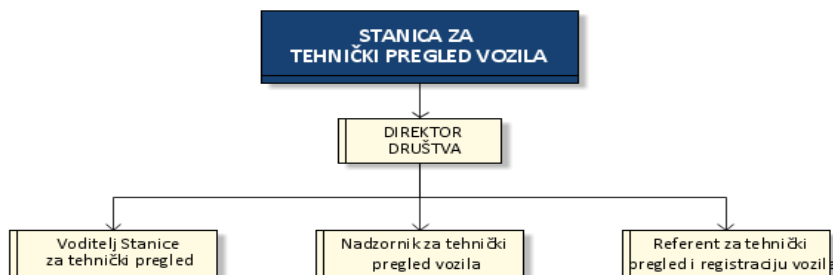 STANICA ZA
TEHNIČKI PREGLED VOZILA
DIREKTOR
DRUŠTVA
Voditelj Stanice
za tehnički pregled
Nadzornik za tehnički
pregled vozila
Referent za tehnički
pregled i registraciju vozila